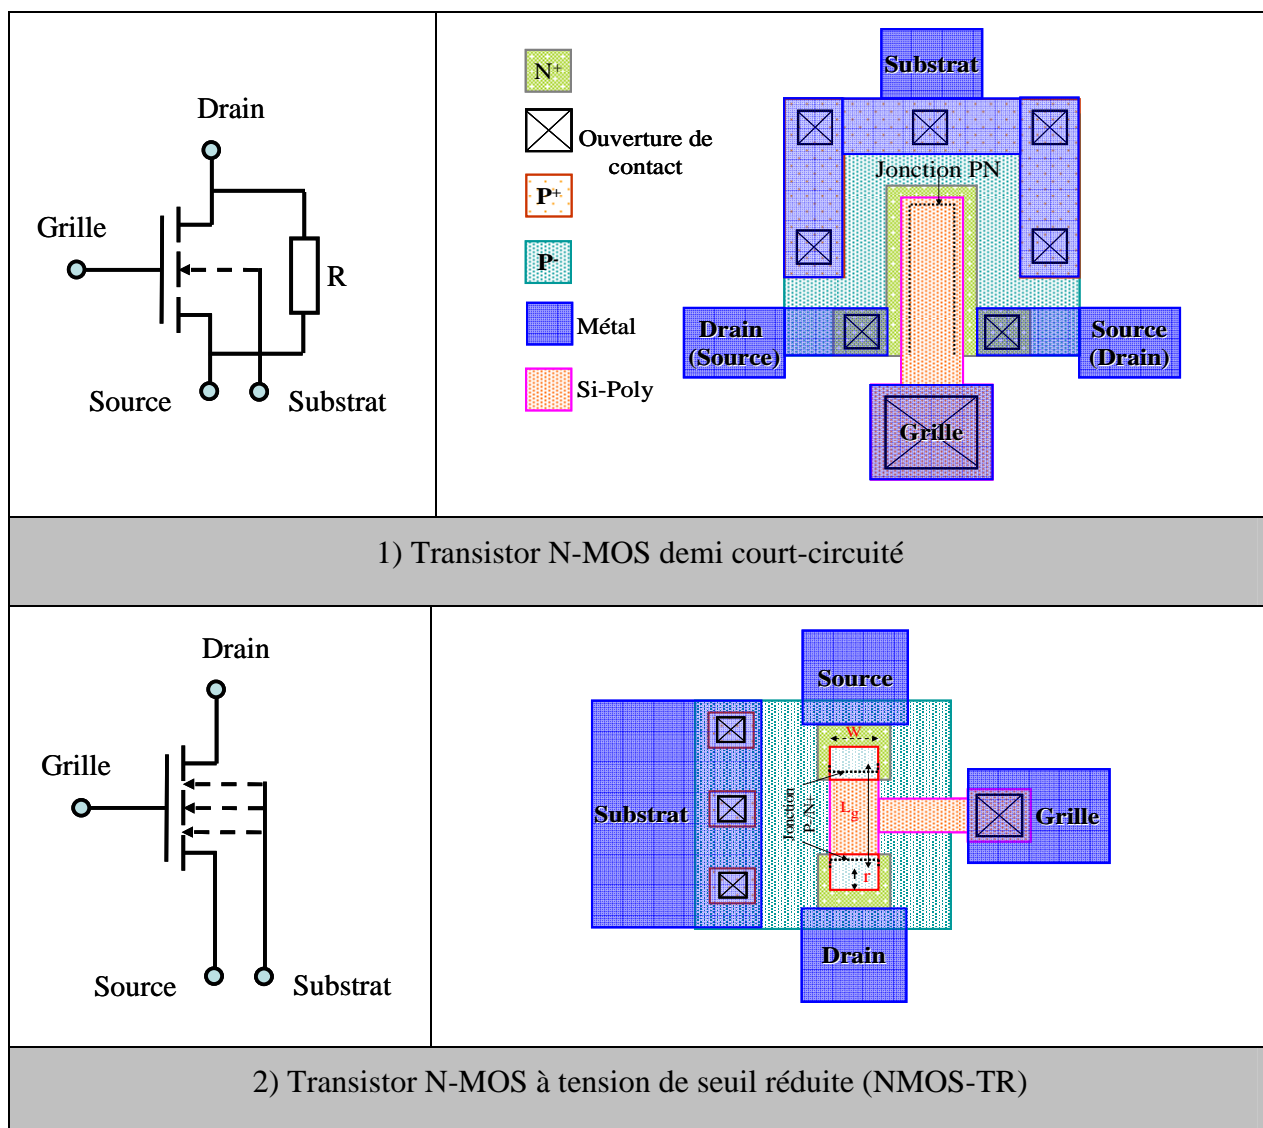 Drain
Grille
R
Source
Substrat
N+
Ouverture de
contact
P+
P-
Métal
Si-Poly
Substrat
Jonction PN
Drain
(Source)
Source
(Drain)
Grille
1) Transistor N-MOS demi court-circuité
Drain
Grille
Source
Substrat
Source
W
Substrat
Jonction
P-/N+
Lg
r
Grille
Drain
2) Transistor N-MOS à tension de seuil réduite (NMOS-TR)